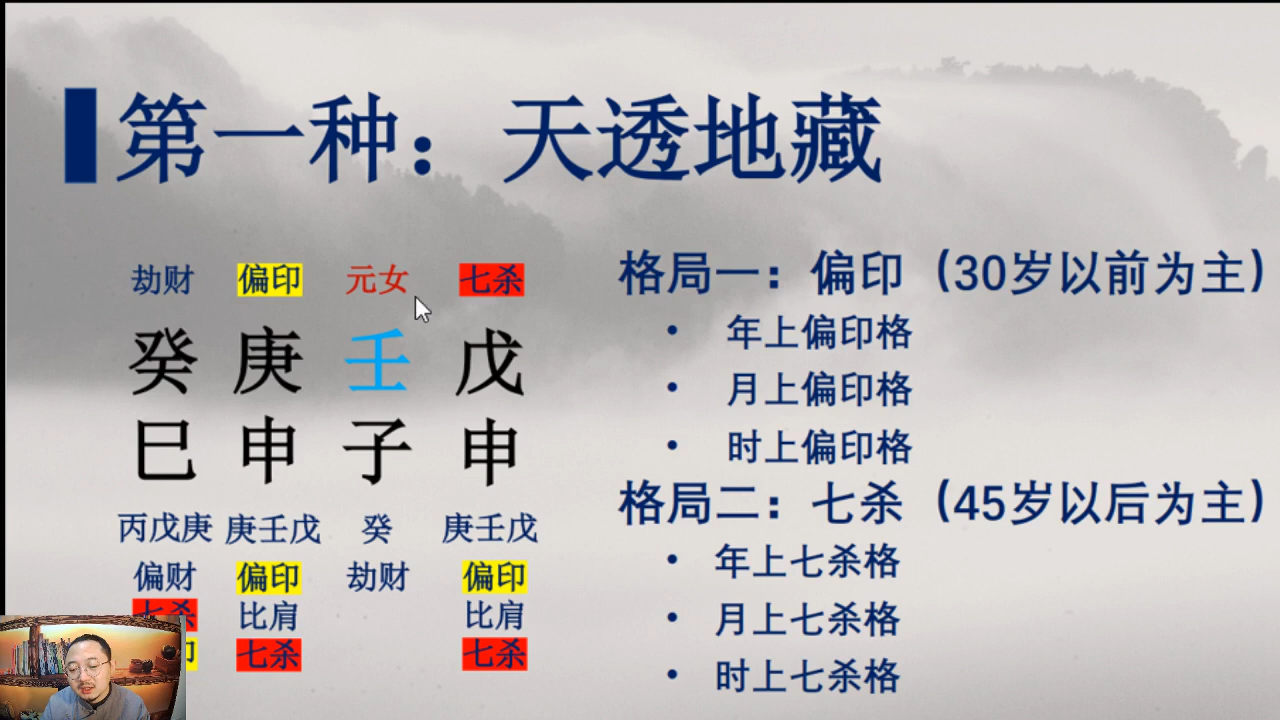 第一种：天透地藏
劫财 偏印 元女 七杀
癸 庚 壬 戊
巳 申 子 申
丙戊庚 庚壬戊 癸 庚壬戊
偏财 偏印 劫财 偏印
七杀 比肩 比肩
印 七杀 七杀
格局一：偏印（30岁以前为主）
• 年上偏印格
• 月上偏印格
• 时上偏印格
格局二：七杀（45岁以后为主）
• 年上七杀格
• 月上七杀格
• 时上七杀格